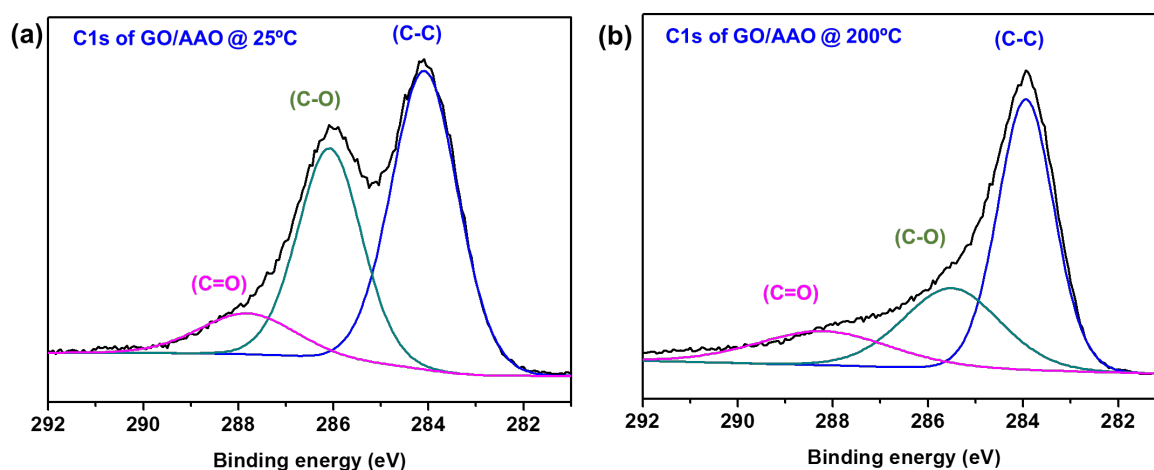 (a)
C1s of GO/AAO @ 25ºC
(C-C)
(C-O)
(C=O)
292 290 288 286 284 282
Binding energy (eV)
(b)
C1s of GO/AAO @ 200ºC
(C-C)
(C-O)
(C=O)
292 290 288 286 284 282
Binding energy (eV)